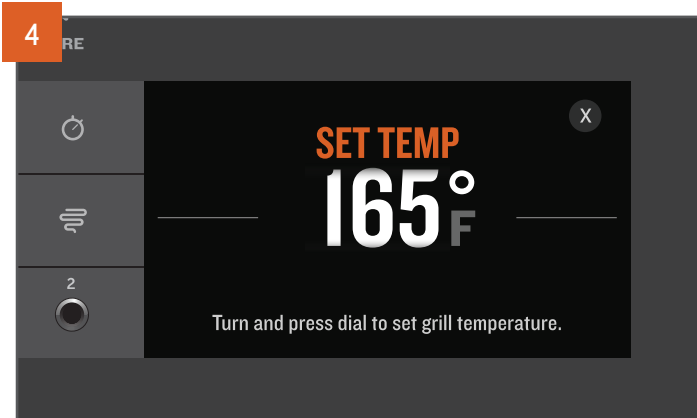 4
RE
X
SET TEMP
165°F
2
Turn and press dial to set grill temperature.